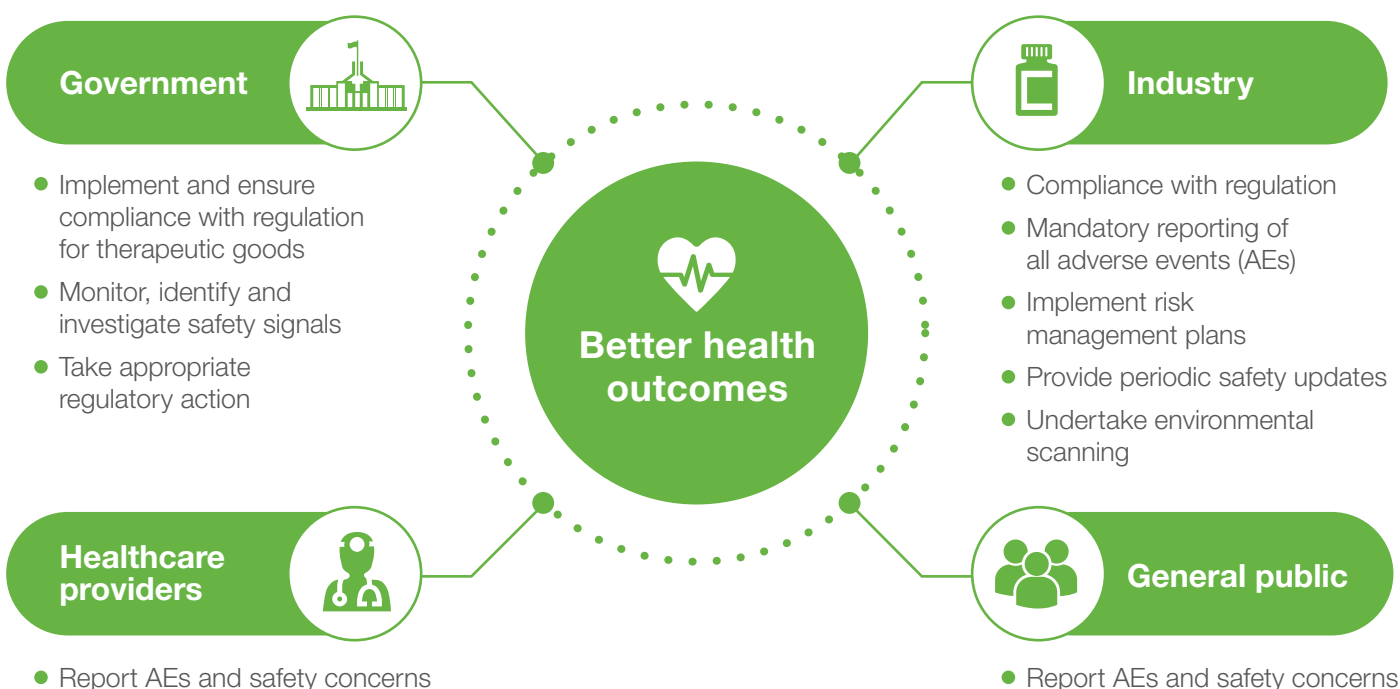 Government
Implement and ensure
compliance with regulation
for therapeutic goods
Monitor, identify and
investigate safety signals
Take appropriate
regulatory action
Industry
Compliance with regulation
Mandatory reporting of
all adverse events (AEs)
Implement risk
management plans
Provide periodic safety updates
Undertake environmental
scanning
Better health
outcomes
Healthcare
providers
Report AEs and safety concerns
General public
Report AEs and safety concerns